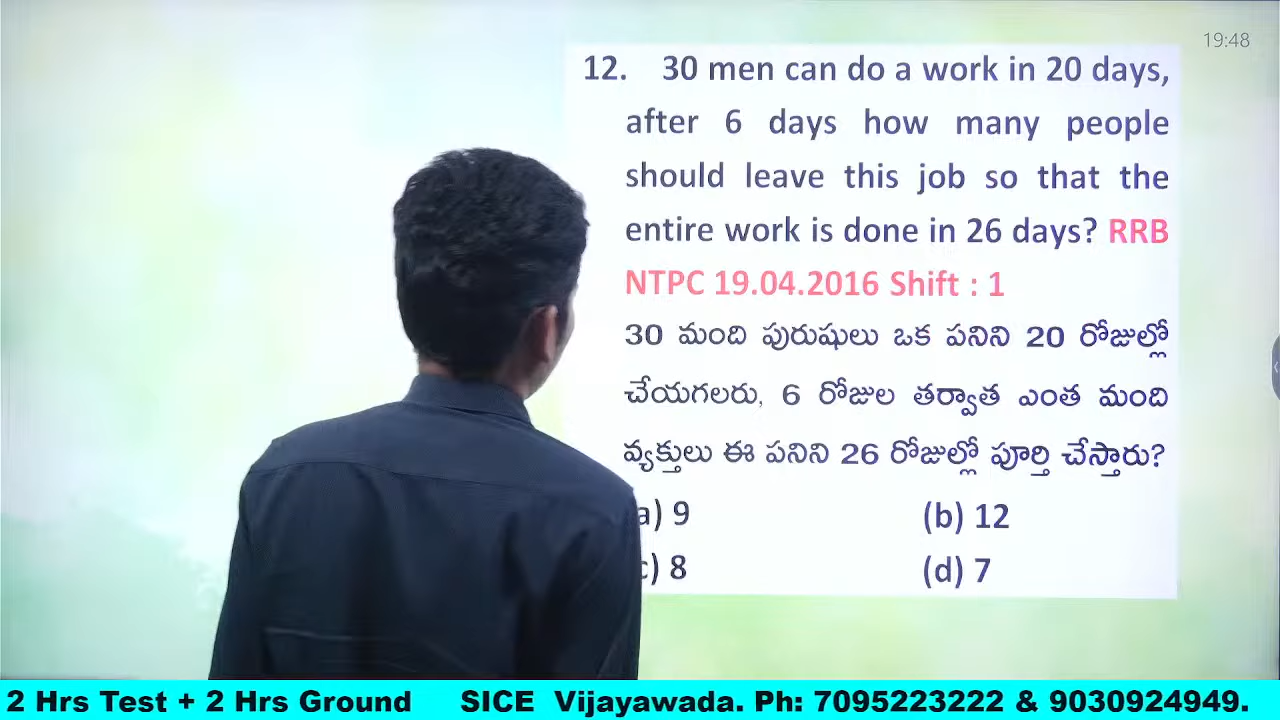 19:48
12. 30 men can do a work in 20 days,
after 6 days how many people
should leave this job so that the
entire work is done in 26 days? RRB
NTPC 19.04.2016 Shift : 1
30 మంది పురుషులు ఒక పనిని 20 రోజుల్లో
చేయగలరు, 6 రోజుల తర్వాత ఎంత మంది
వ్యక్తులు ఈ పనిని 26 రోజుల్లో పూర్తి చేస్తారు?
a) 9 (b) 12
c) 8 (d) 7
2 Hrs Test + 2 Hrs Ground SICE Vijayawada. Ph: 7095223222 & 9030924949.